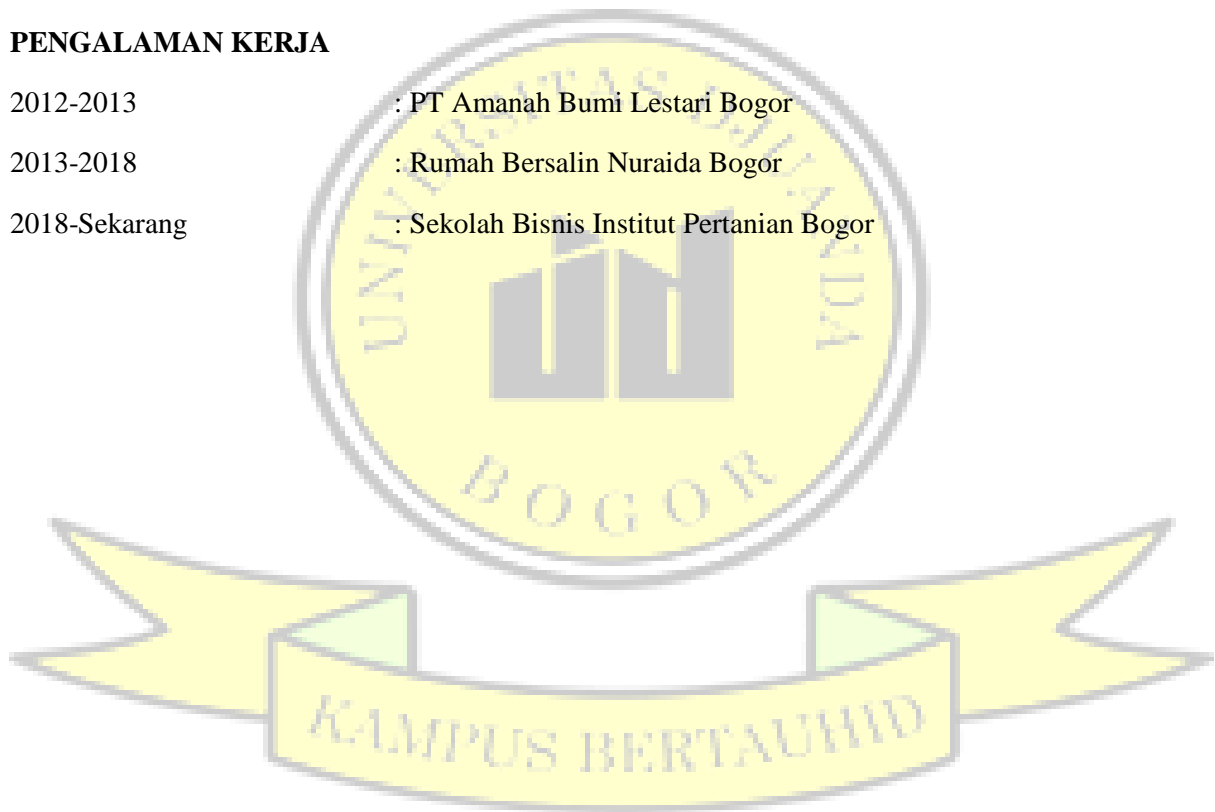 PENGALAMAN KERJA
2012-2013 : PT Amanah Bumi Lestari Bogor
2013-2018 : Rumah Bersalin Nuraida Bogor
2018-Sekarang : Sekolah Bisnis Institut Pertanian Bogor
UNIVERSITAS DJUANDA
BOGOR
KAMPUS BERTAUHID